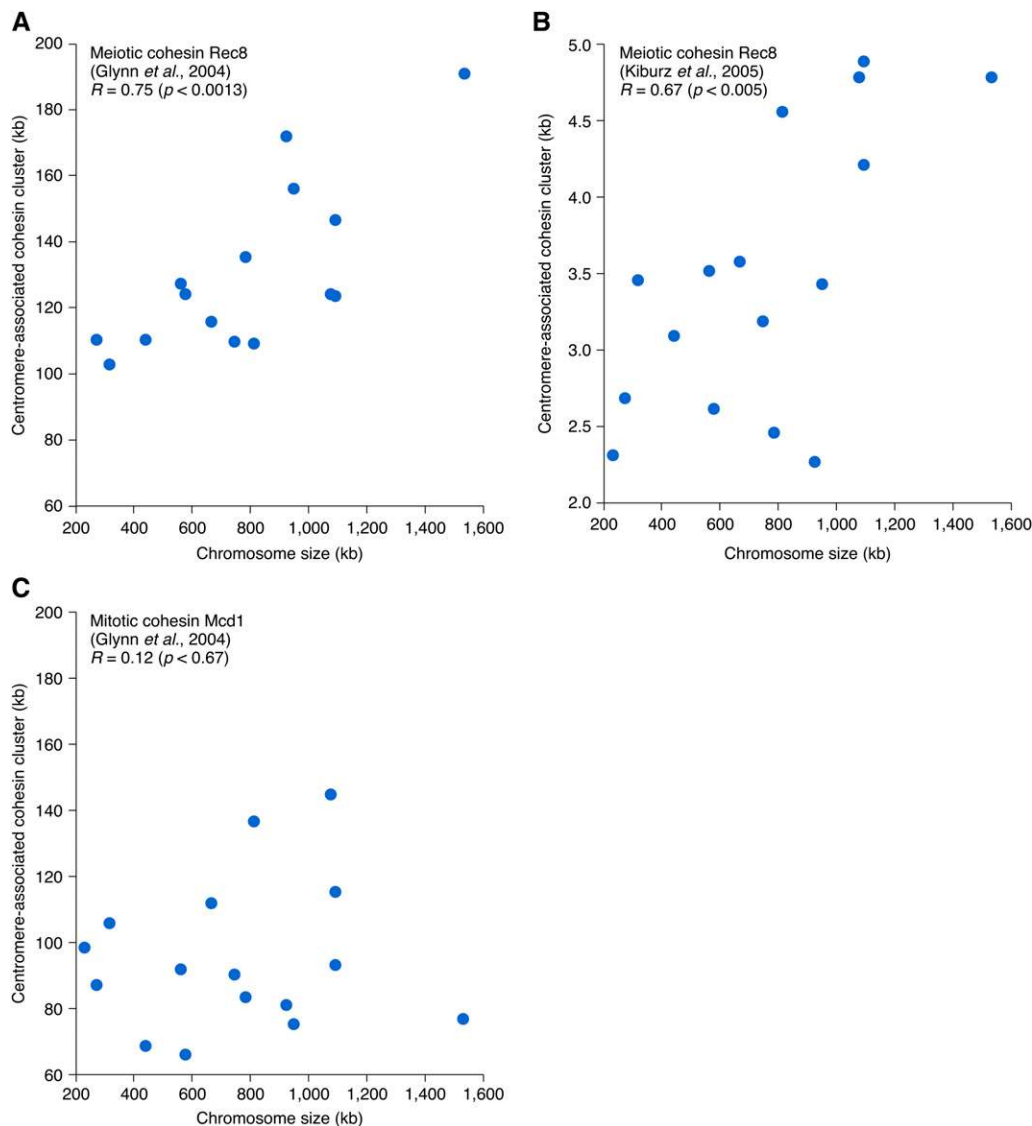 A
Meiotic cohesin Rec8
(Glynn et al., 2004)
R = 0.75 (p < 0.0013)
Centromere-associated cohesin cluster (kb)
200
180
160
140
120
100
80
60
200 400 600 800 1,000 1,200 1,400 1,600
Chromosome size (kb)
B
Meiotic cohesin Rec8
(Kiburz et al., 2005)
R = 0.67 (p < 0.005)
Centromere-associated cohesin cluster (kb)
5.0
4.5
4.0
3.5
3.0
2.5
2.0
200 400 600 800 1,000 1,200 1,400 1,600
Chromosome size (kb)
C
Mitotic cohesin Mcd1
(Glynn et al., 2004)
R = 0.12 (p < 0.67)
Centromere-associated cohesin cluster (kb)
200
180
160
140
120
100
80
60
200 400 600 800 1,000 1,200 1,400 1,600
Chromosome size (kb)